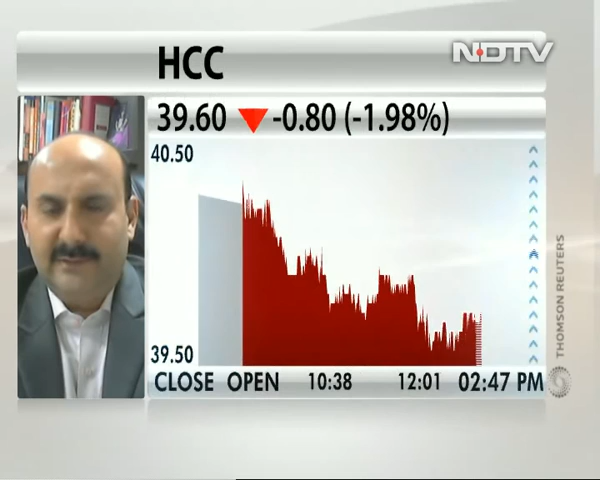 NDTV
HCC
39.60 ▼ -0.80 (-1.98%)
40.50
39.50
CLOSE OPEN 10:38 12:01 02:47 PM
THOMSON REUTERS